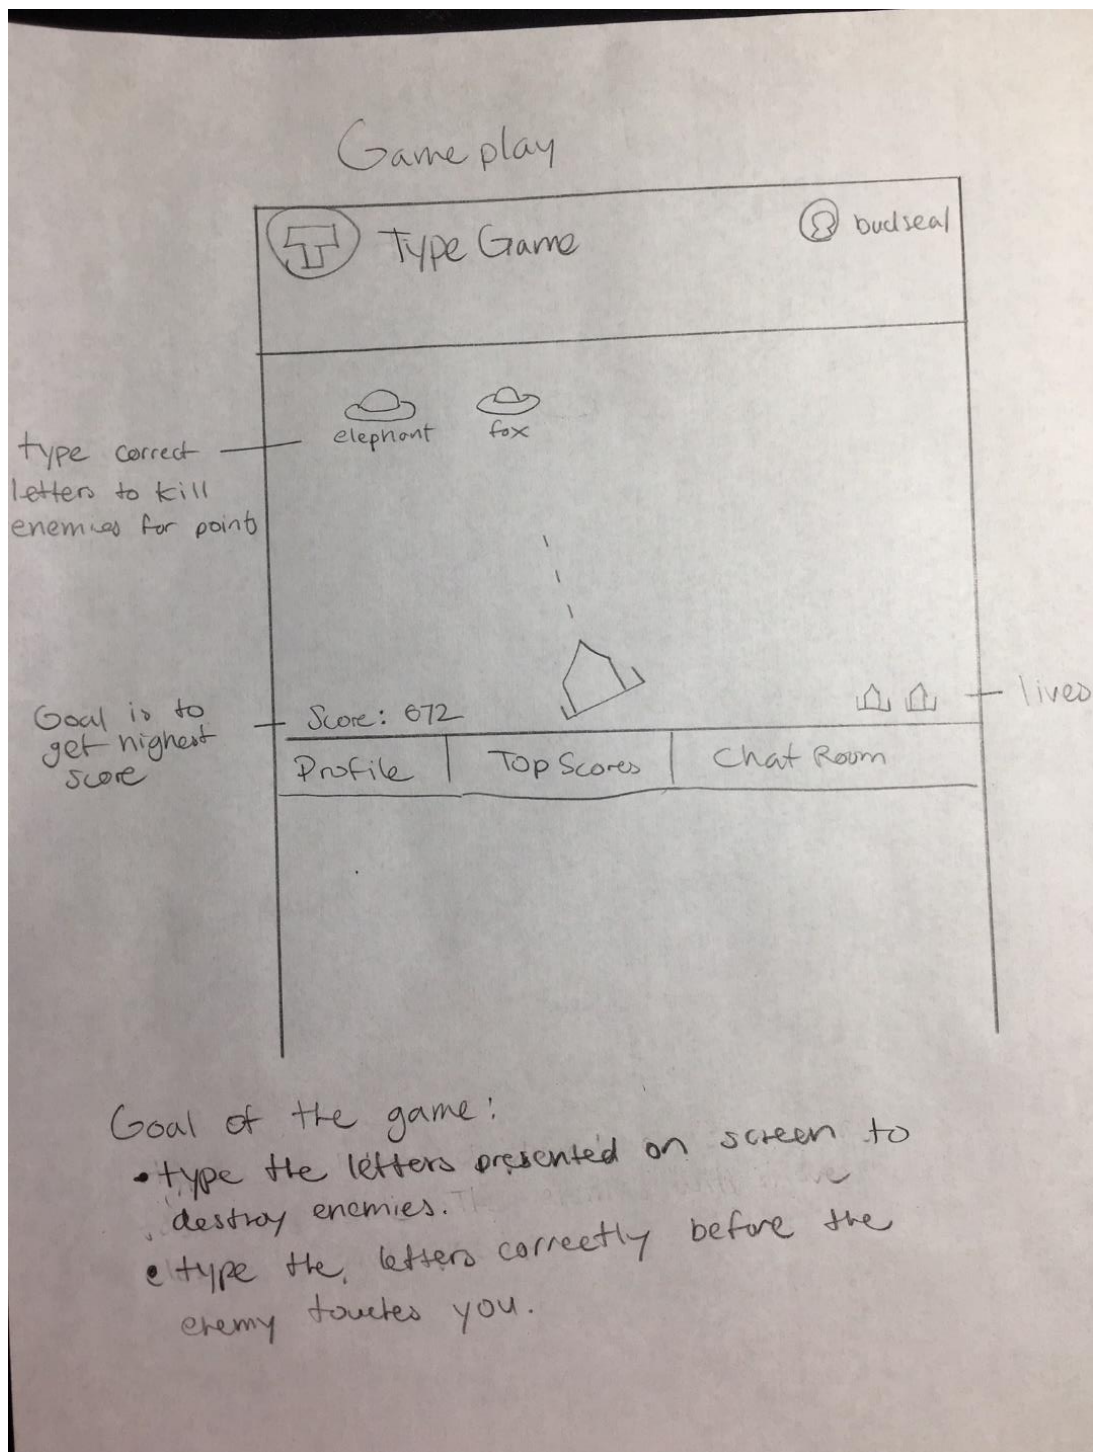 Game play
T Type Game
budseal
elephant fox
type correct
letters to kill
enemies for points
Goal is to
get highest
score
Score: 672
lives
Profile Top Scores Chat Room
Goal of the game:
• type the letters presented on screen to
destroy enemies.
• type the letters correctly before the
enemy touches you.